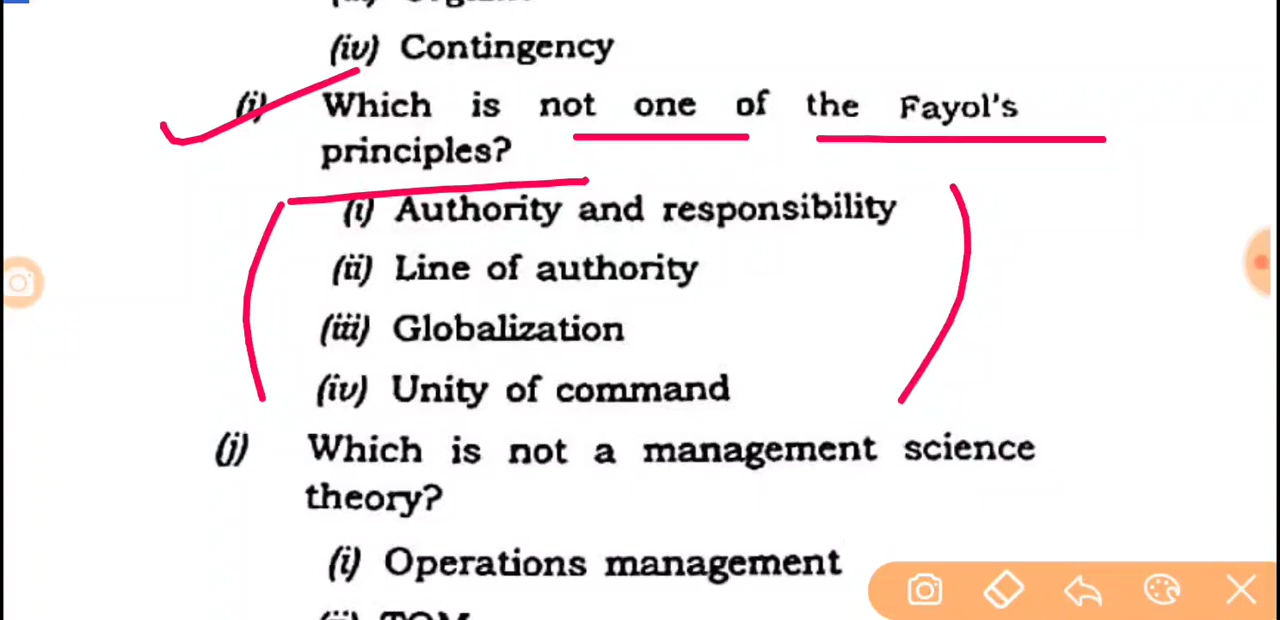 (iv) Contingency
(i) Which is not one of the Fayol's
principles?
(i) Authority and responsibility
(ii) Line of authority
(iii) Globalization
(iv) Unity of command
(j) Which is not a management science
theory?
(i) Operations management